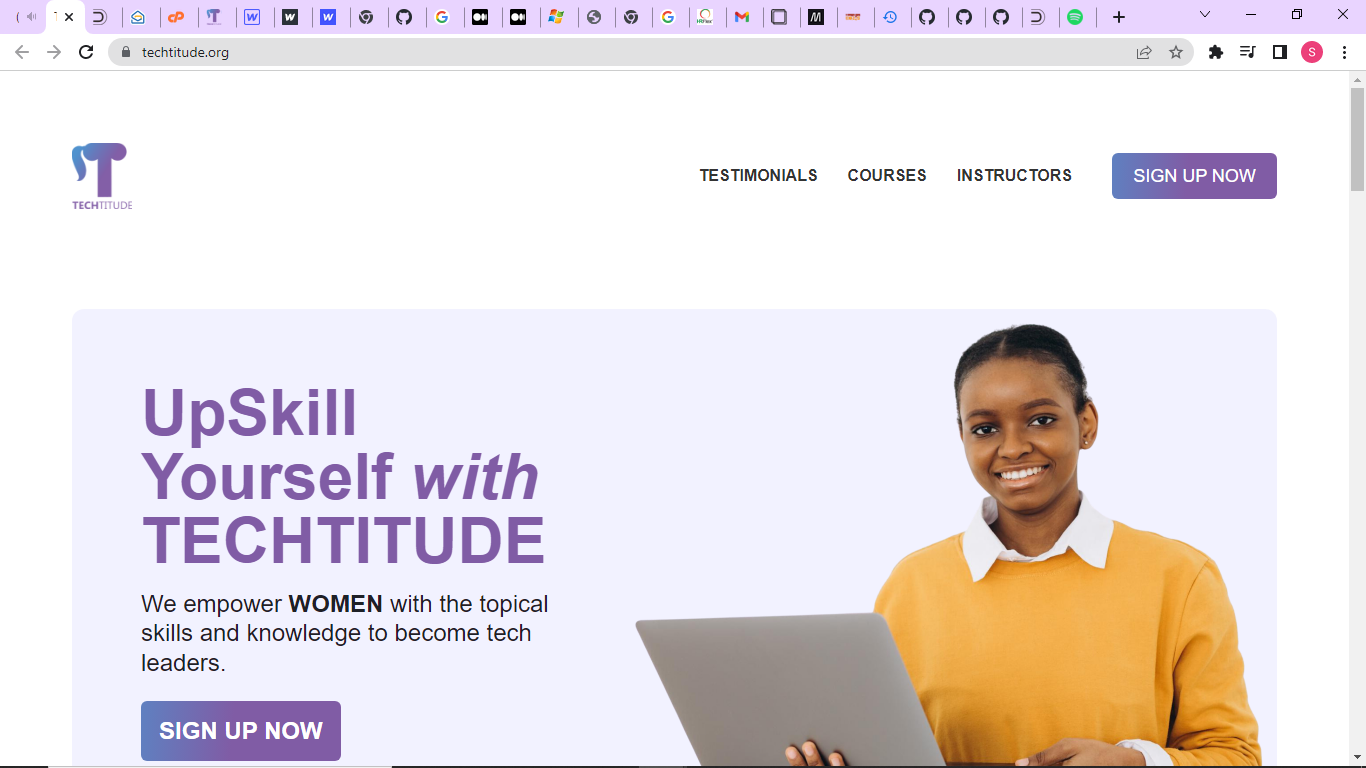 techtitude.org
S
TECHTITUDE
TESTIMONIALS
COURSES
INSTRUCTORS
SIGN UP NOW
UpSkill
Yourself with
TECHTITUDE
We empower WOMEN with the topical
skills and knowledge to become tech
leaders.
SIGN UP NOW